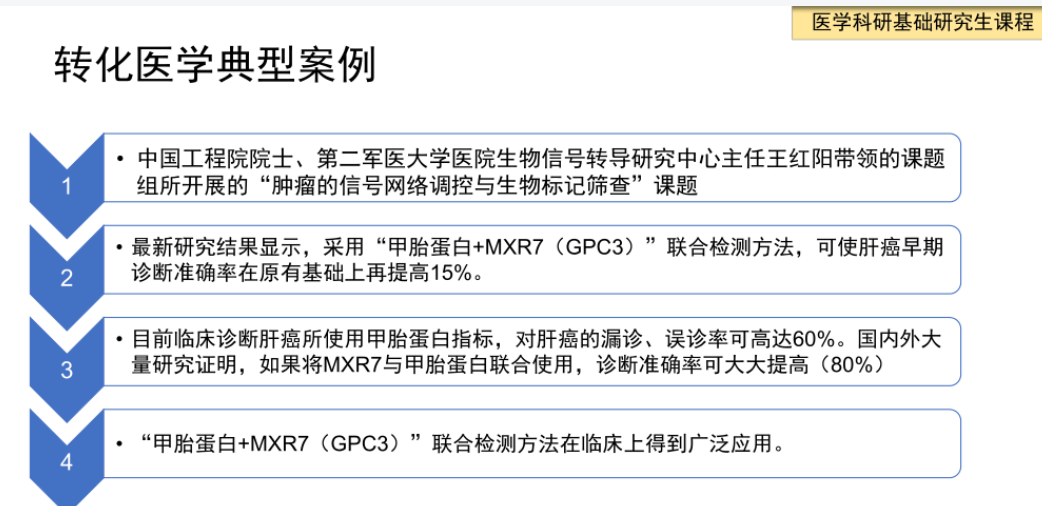 医学科研基础研究生课程
转化医学典型案例
1
• 中国工程院院士、第二军医大学医院生物信号转导研究中心主任王红阳带领的课题
组所开展的“肿瘤的信号网络调控与生物标记筛查”课题
2
• 最新研究结果显示，采用“甲胎蛋白+MXR7（GPC3）”联合检测方法，可使肝癌早期
诊断准确率在原有基础上再提高15%。
3
• 目前临床诊断肝癌所使用甲胎蛋白指标，对肝癌的漏诊、误诊率可高达60%。国内外大
量研究证明，如果将MXR7与甲胎蛋白联合使用，诊断准确率可大大提高（80%）
4
• “甲胎蛋白+MXR7（GPC3）”联合检测方法在临床上得到广泛应用。